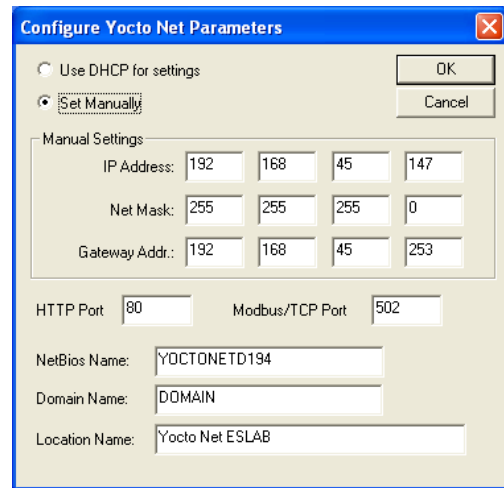 Configure Yocto Net Parameters
Use DHCP for settings
OK
Set Manually
Cancel
Manual Settings
IP Address: 192 168 45 147
Net Mask: 255 255 255 0
Gateway Addr.: 192 168 45 253
HTTP Port 80 Modbus/TCP Port 502
NetBios Name: YOCTONETD194
Domain Name: DOMAIN
Location Name: Yocto Net ESLAB